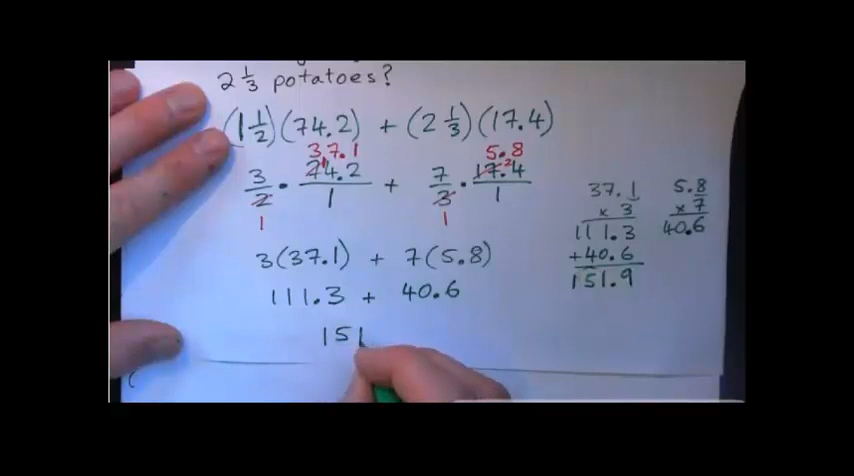 2 1/3 potatoes?
(1 1/2)(74.2) + (2 1/3)(17.4)
37.1 5.8
3/2 · 74.2/1 + 7/3 · 17.4/1
1 1
3(37.1) + 7(5.8)
111.3 + 40.6
151
37.1
x 3
111.3
+40.6
151.9
5.8
x 7
40.6